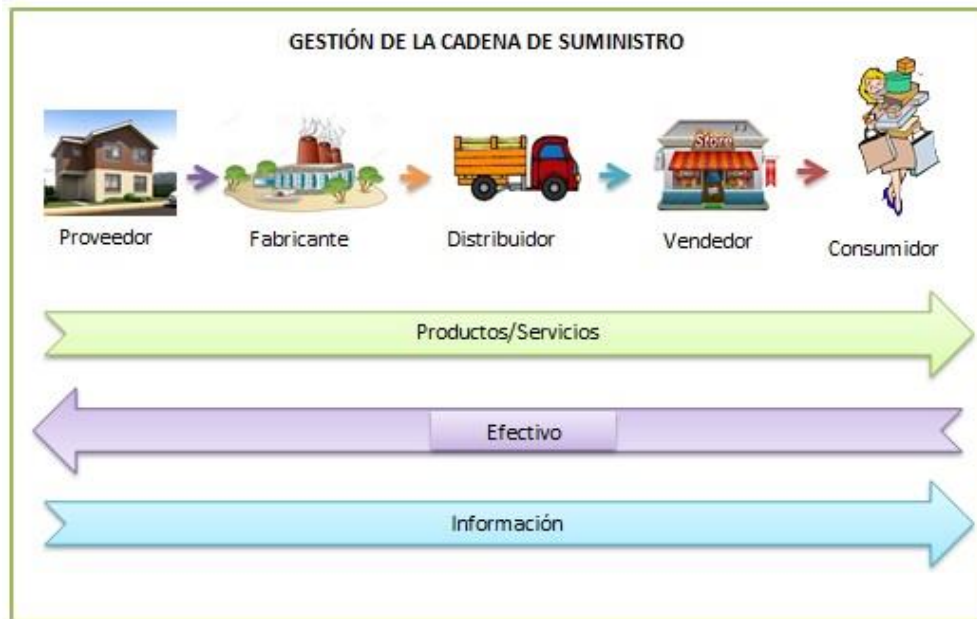 GESTIÓN DE LA CADENA DE SUMINISTRO
Store
Proveedor
Fabricante
Distribuidor
Vendedor
Consumidor
Productos/Servicios
Efectivo
Información